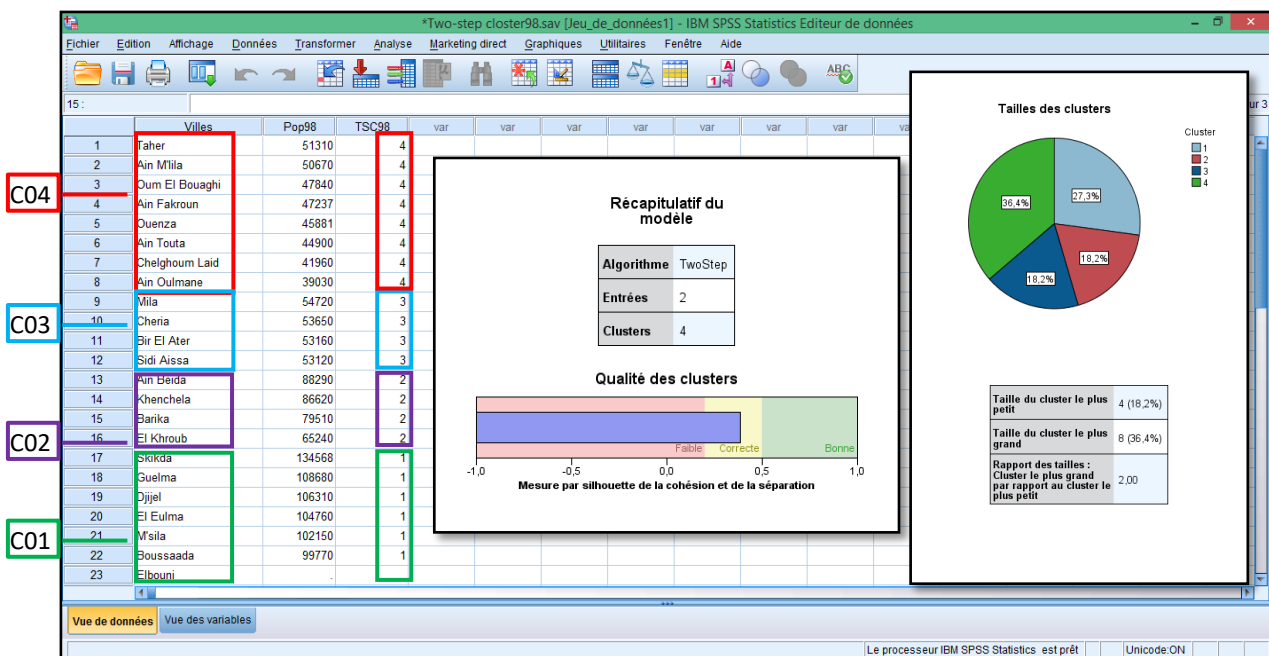 *Two-step closter98.sav [Jeu_de_données1] - IBM SPSS Statistics Editeur de données
Fichier Edition Affichage Données Transformer Analyse Marketing direct Graphiques Utilitaires Fenêtre Aide
15 :
ur 3
Villes Pop98 TSC98 var var var var var var var
1 Taher 51310 4
2 Ain M'lila 50670 4
3 Oum El Bouaghi 47840 4
4 Ain Fakroun 47237 4
5 Ouenza 45881 4
6 Ain Touta 44900 4
7 Chelghoum Laid 41960 4
8 Ain Oulmane 39030 4
9 Mila 54720 3
10 Cheria 53650 3
11 Bir El Ater 53160 3
12 Sidi Aissa 53120 3
13 Ain Beida 88290 2
14 Khenchela 86620 2
15 Barika 79510 2
16 El Khroub 65240 2
17 Skikda 134568 1
18 Guelma 108680 1
19 Djijel 106310 1
20 El Eulma 104760 1
21 M'sila 102150 1
22 Boussaada 99770 1
23 Elbouni .
C04
C03
C02
C01
Récapitulatif du
modèle
Algorithme TwoStep
Entrées 2
Clusters 4
Qualité des clusters
Faible Correcte Bonne
-1,0 -0,5 0,0 0,5 1,0
Mesure par silhouette de la cohésion et de la séparation
Tailles des clusters
Cluster
1
2
3
4
36,4%
27,3%
18,2%
18,2%
Taille du cluster le plus
petit 4 (18,2%)
Taille du cluster le plus
grand 8 (36,4%)
Rapport des tailles :
Cluster le plus grand
par rapport au cluster le
plus petit 2,00
Vue de données Vue des variables
Le processeur IBM SPSS Statistics est prêt Unicode:ON